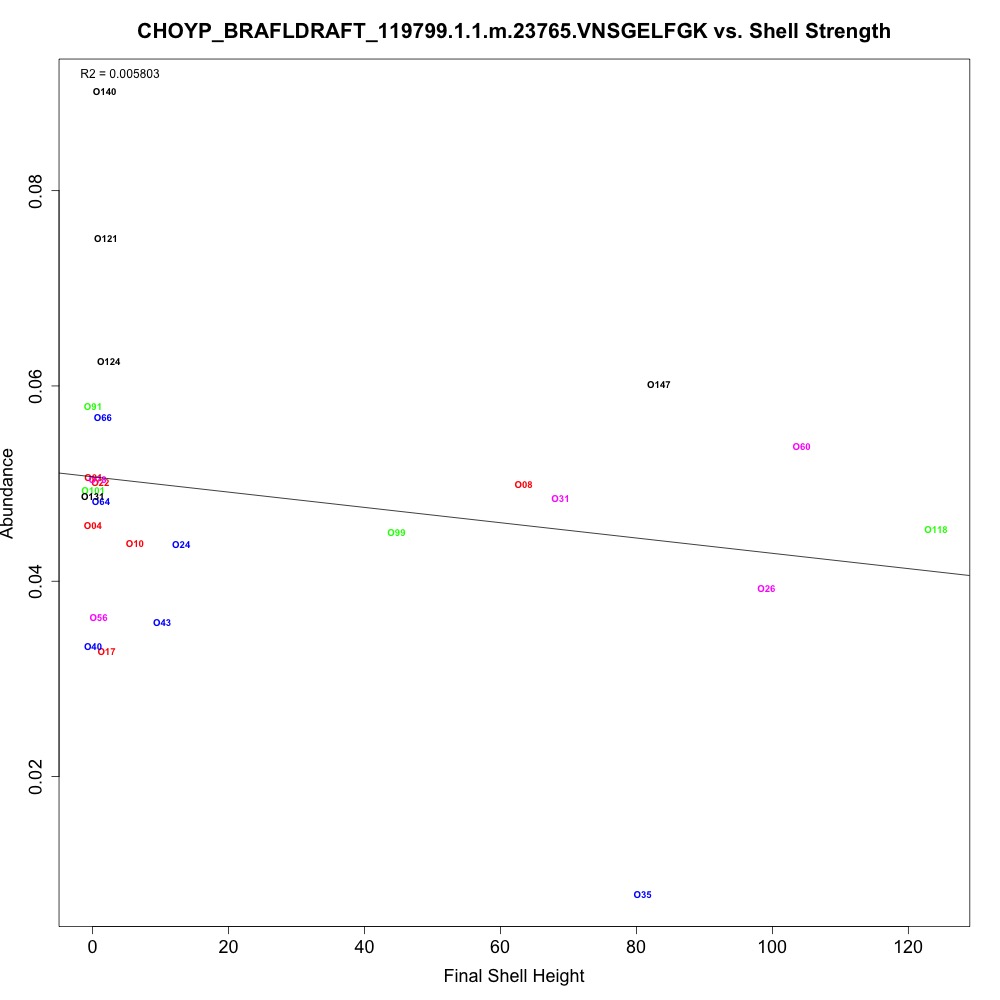 CHOYP_BRAFLDRAFT_119799.1.1.m.23765.VNSGELFGK vs. Shell Strength
R2 = 0.005803
O140
0.08
O121
O124
0.06
O147
O91
O66
O60
O01
O22
O08
O101
O131
O31
O64
O04
O99
O118
O10
O24
0.04
O26
O56
O43
O40
O17
0.02
O35
Abundance
0
20
40
60
80
100
120
Final Shell Height